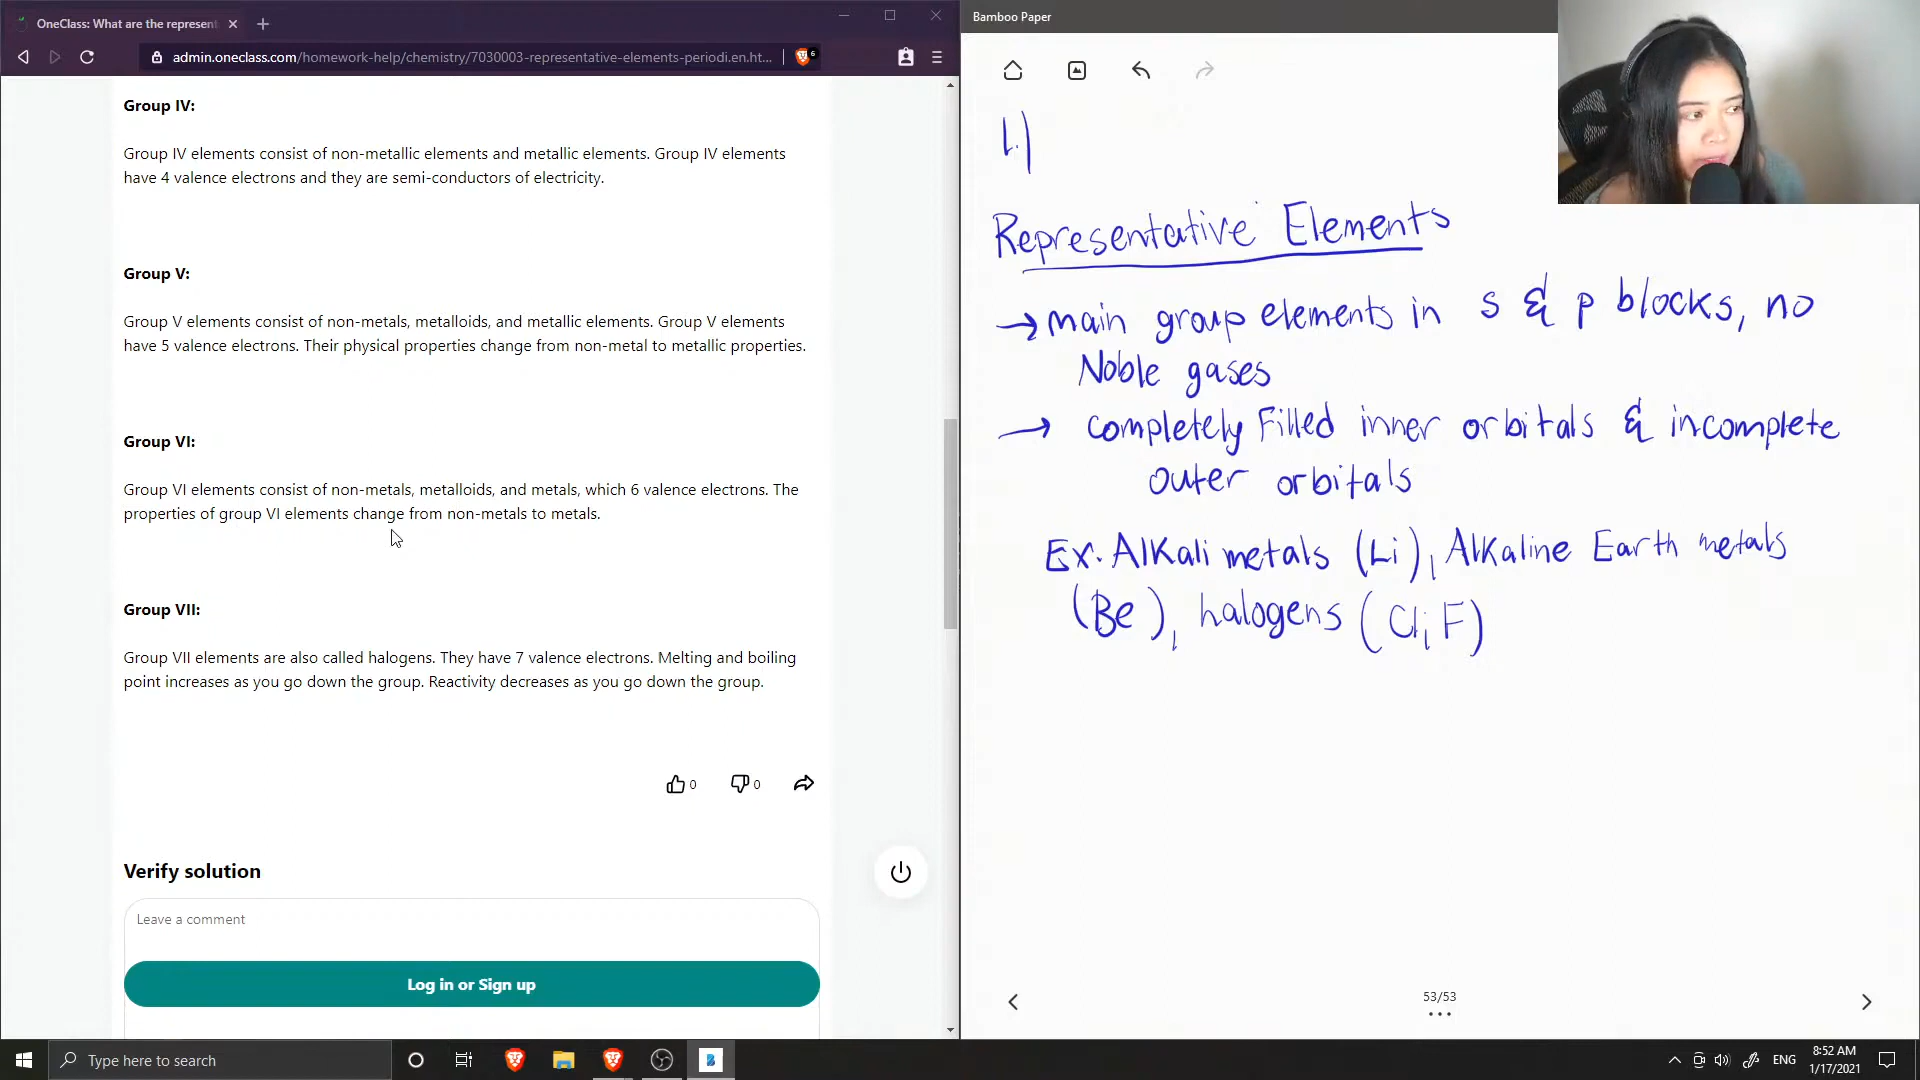 OneClass: What are the represen
admin.oneclass.com/homework-help/chemistry/7030003-representative-elements-periodi.en.ht...
6
Group IV:
Group IV elements consist of non-metallic elements and metallic elements. Group IV elements
have 4 valence electrons and they are semi-conductors of electricity.
Group V:
Group V elements consist of non-metals, metalloids, and metallic elements. Group V elements
have 5 valence electrons. Their physical properties change from non-metal to metallic properties.
Group VI:
Group VI elements consist of non-metals, metalloids, and metals, which 6 valence electrons. The
properties of group VI elements change from non-metals to metals.
Group VII:
Group VII elements are also called halogens. They have 7 valence electrons. Melting and boiling
point increases as you go down the group. Reactivity decreases as you go down the group.
0 0
Verify solution
Leave a comment
Log in or Sign up
Bamboo Paper
1.)
Representative Elements
→ main group elements in s & p blocks, no
Noble gases
→ completely Filled inner orbitals & incomplete
outer orbitals
Ex. Alkali metals (Li), Alkaline Earth metals
(Be), halogens (Cl, F)
53/53
Type here to search
ENG
8:52 AM
1/17/2021